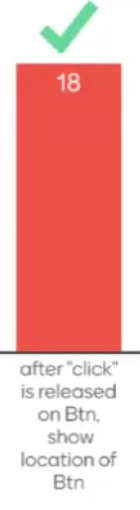 18
after "click"
is released
on Btn,
show
location of
Btn